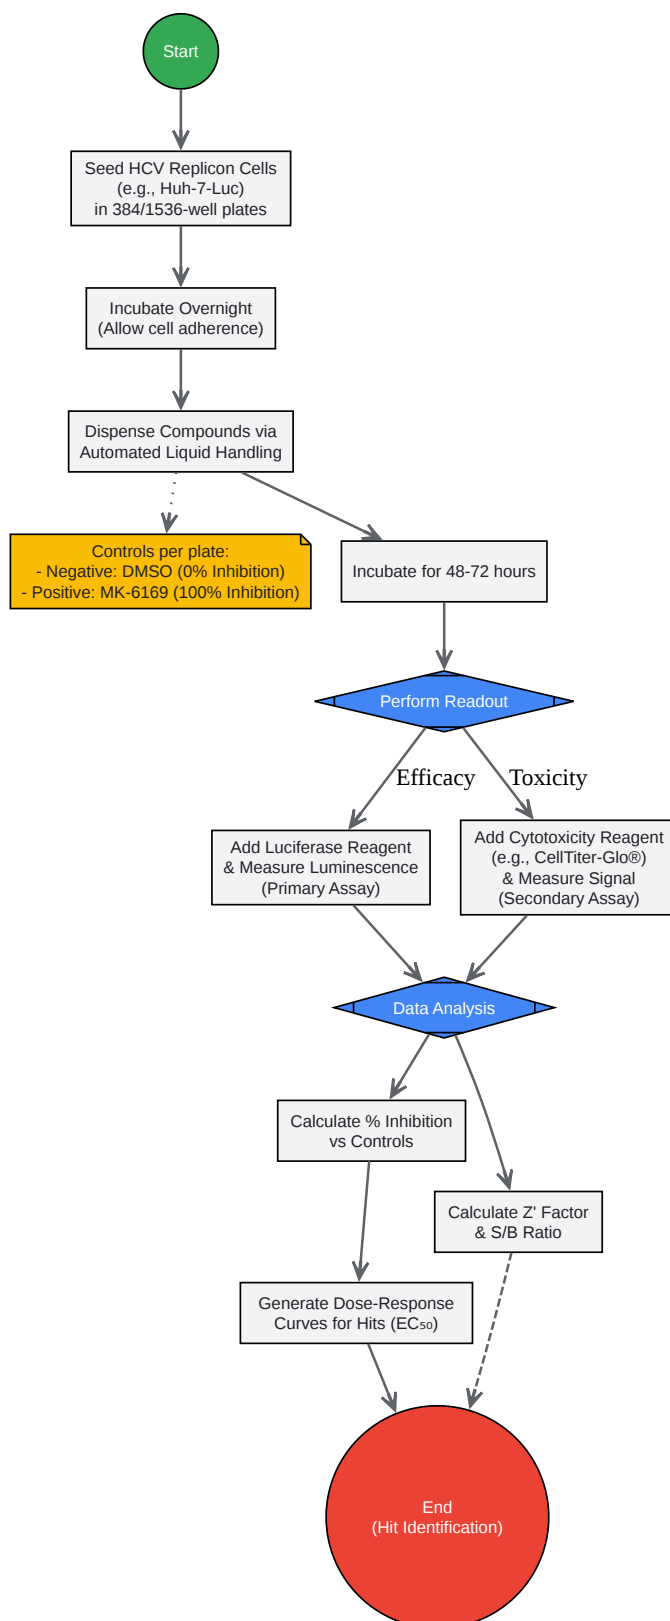 Start
Seed HCV Replicon Cells
(e.g., Huh-7-Luc)
in 384/1536-well plates
Incubate Overnight
(Allow cell adherence)
Dispense Compounds via
Automated Liquid Handling
Controls per plate:
- Negative: DMSO (0% Inhibition)
- Positive: MK-6169 (100% Inhibition)
Incubate for 48-72 hours
Perform Readout
Efficacy
Toxicity
Add Luciferase Reagent
& Measure Luminescence
(Primary Assay)
Add Cytotoxicity Reagent
(e.g., CellTiter-Glo®)
& Measure Signal
(Secondary Assay)
Data Analysis
Calculate % Inhibition
vs Controls
Calculate Z' Factor
& S/B Ratio
Generate Dose-Response
Curves for Hits (EC₅₀)
End
(Hit Identification)